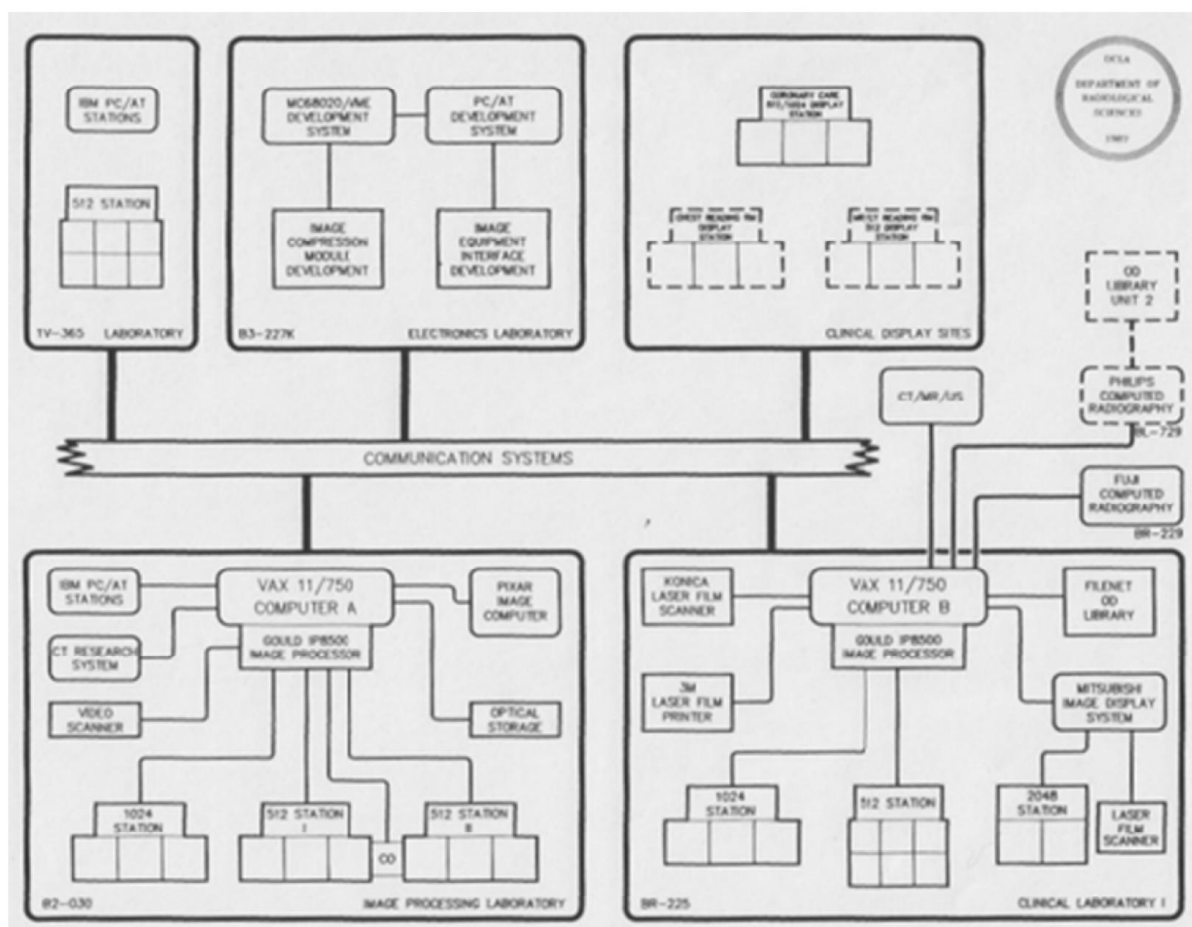 UCLA
DEPARTMENT OF
RADIOLOGICAL
SCIENCES
1987
IBM PC/AT
STATIONS
512 STATION
TV-365 LABORATORY
MC68020/VME
DEVELOPMENT
SYSTEM
PC/AT
DEVELOPMENT
SYSTEM
IMAGE
COMPRESSION
MODULE
DEVELOPMENT
IMAGE
EQUIPMENT
INTERFACE
DEVELOPMENT
B3-227K ELECTRONICS LABORATORY
CORONARY CARE
512/1024 DISPLAY
STATION
CHEST READING RM
DISPLAY
STATION
READING RM
512 DISPLAY
STATION
CLINICAL DISPLAY SITES
OD
LIBRARY
UNIT 2
PHILIPS
COMPUTED
RADIOGRAPHY
BL-729
CT/MR/US
FUJI
COMPUTED
RADIOGRAPHY
BR-229
COMMUNICATION SYSTEMS
IBM PC/AT
STATIONS
CT RESEARCH
SYSTEM
VIDEO
SCANNER
VAX 11/750
COMPUTER A
GOULD IP8500
IMAGE PROCESSOR
PIXAR
IMAGE
COMPUTER
OPTICAL
STORAGE
1024
STATION
512 STATION
I
512 STATION
II
CO
B2-030 IMAGE PROCESSING LABORATORY
KONICA
LASER FILM
SCANNER
3M
LASER FILM
PRINTER
VAX 11/750
COMPUTER B
GOULD IP8500
IMAGE PROCESSOR
FILENET
OD
LIBRARY
MITSUBISHI
IMAGE DISPLAY
SYSTEM
1024
STATION
512 STATION
2048
STATION
LASER
FILM
SCANNER
BR-225 CLINICAL LABORATORY I